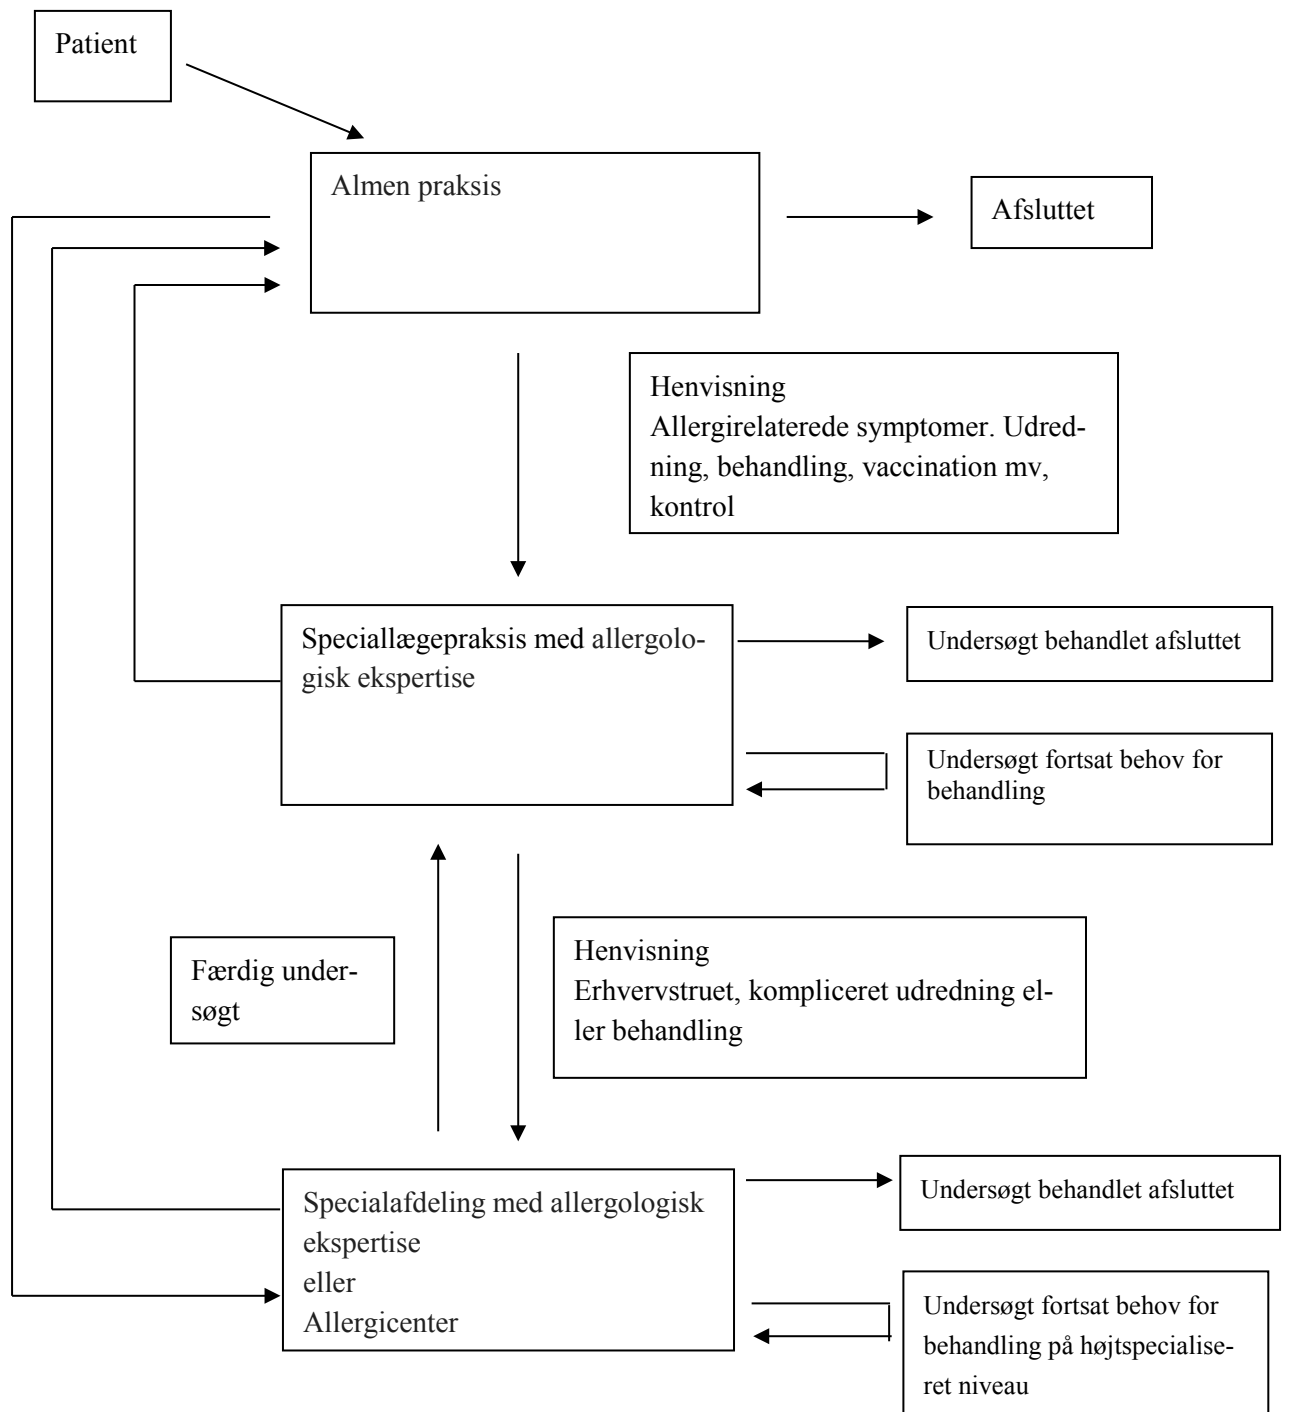 Patient
Almen praksis
Afsluttet
Henvisning
Allergirelaterede symptomer. Udred-
ning, behandling, vaccination mv,
kontrol
Speciallægepraksis med allergolo-
gisk ekspertise
Undersøgt behandlet afsluttet
Undersøgt fortsat behov for
behandling
Færdig under-
søgt
Henvisning
Erhvervstruet, kompliceret udredning el-
ler behandling
Specialafdeling med allergologisk
ekspertise
eller
Allergicenter
Undersøgt behandlet afsluttet
Undersøgt fortsat behov for
behandling på højtspecialise-
ret niveau